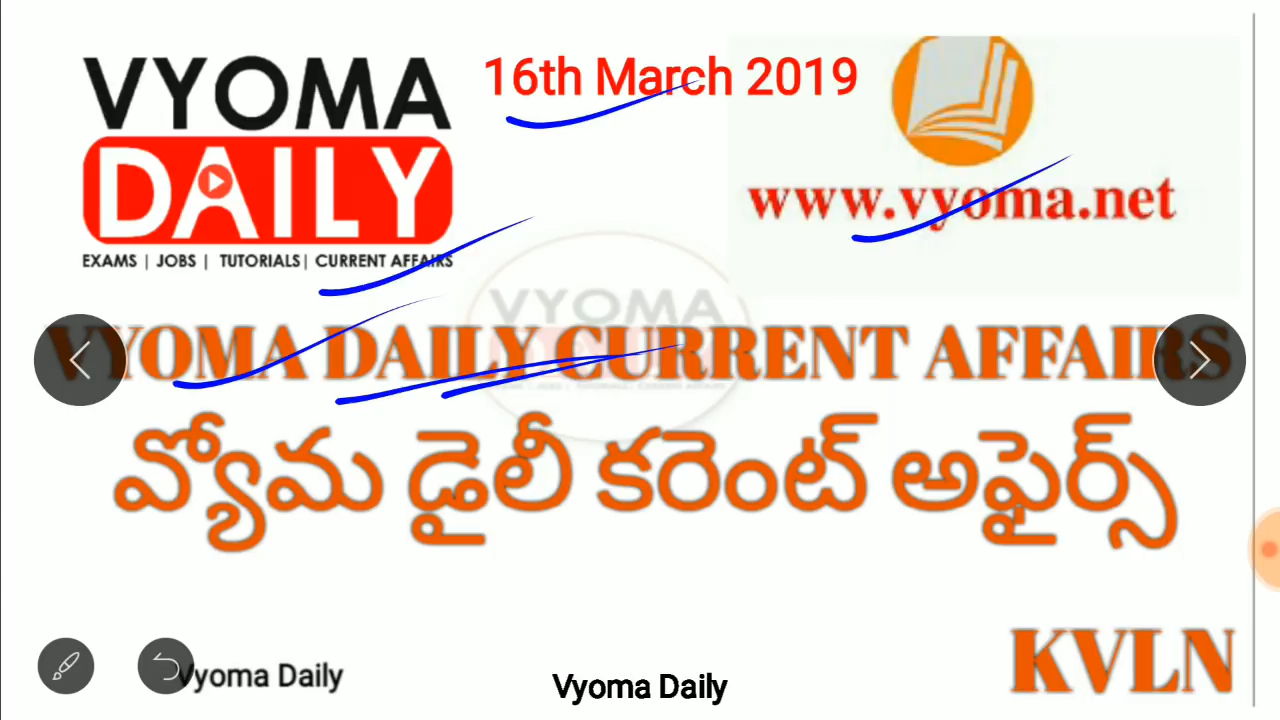 VYOMA
DAILY
EXAMS | JOBS | TUTORIALS | CURRENT AFFAIRS
16th March 2019
www.vyoma.net
VYOMA
VYOMA DAILY CURRENT AFFAIRS
వ్యోమ డైలీ కరెంట్ అఫైర్స్
KVLN
Vyoma Daily
Vyoma Daily